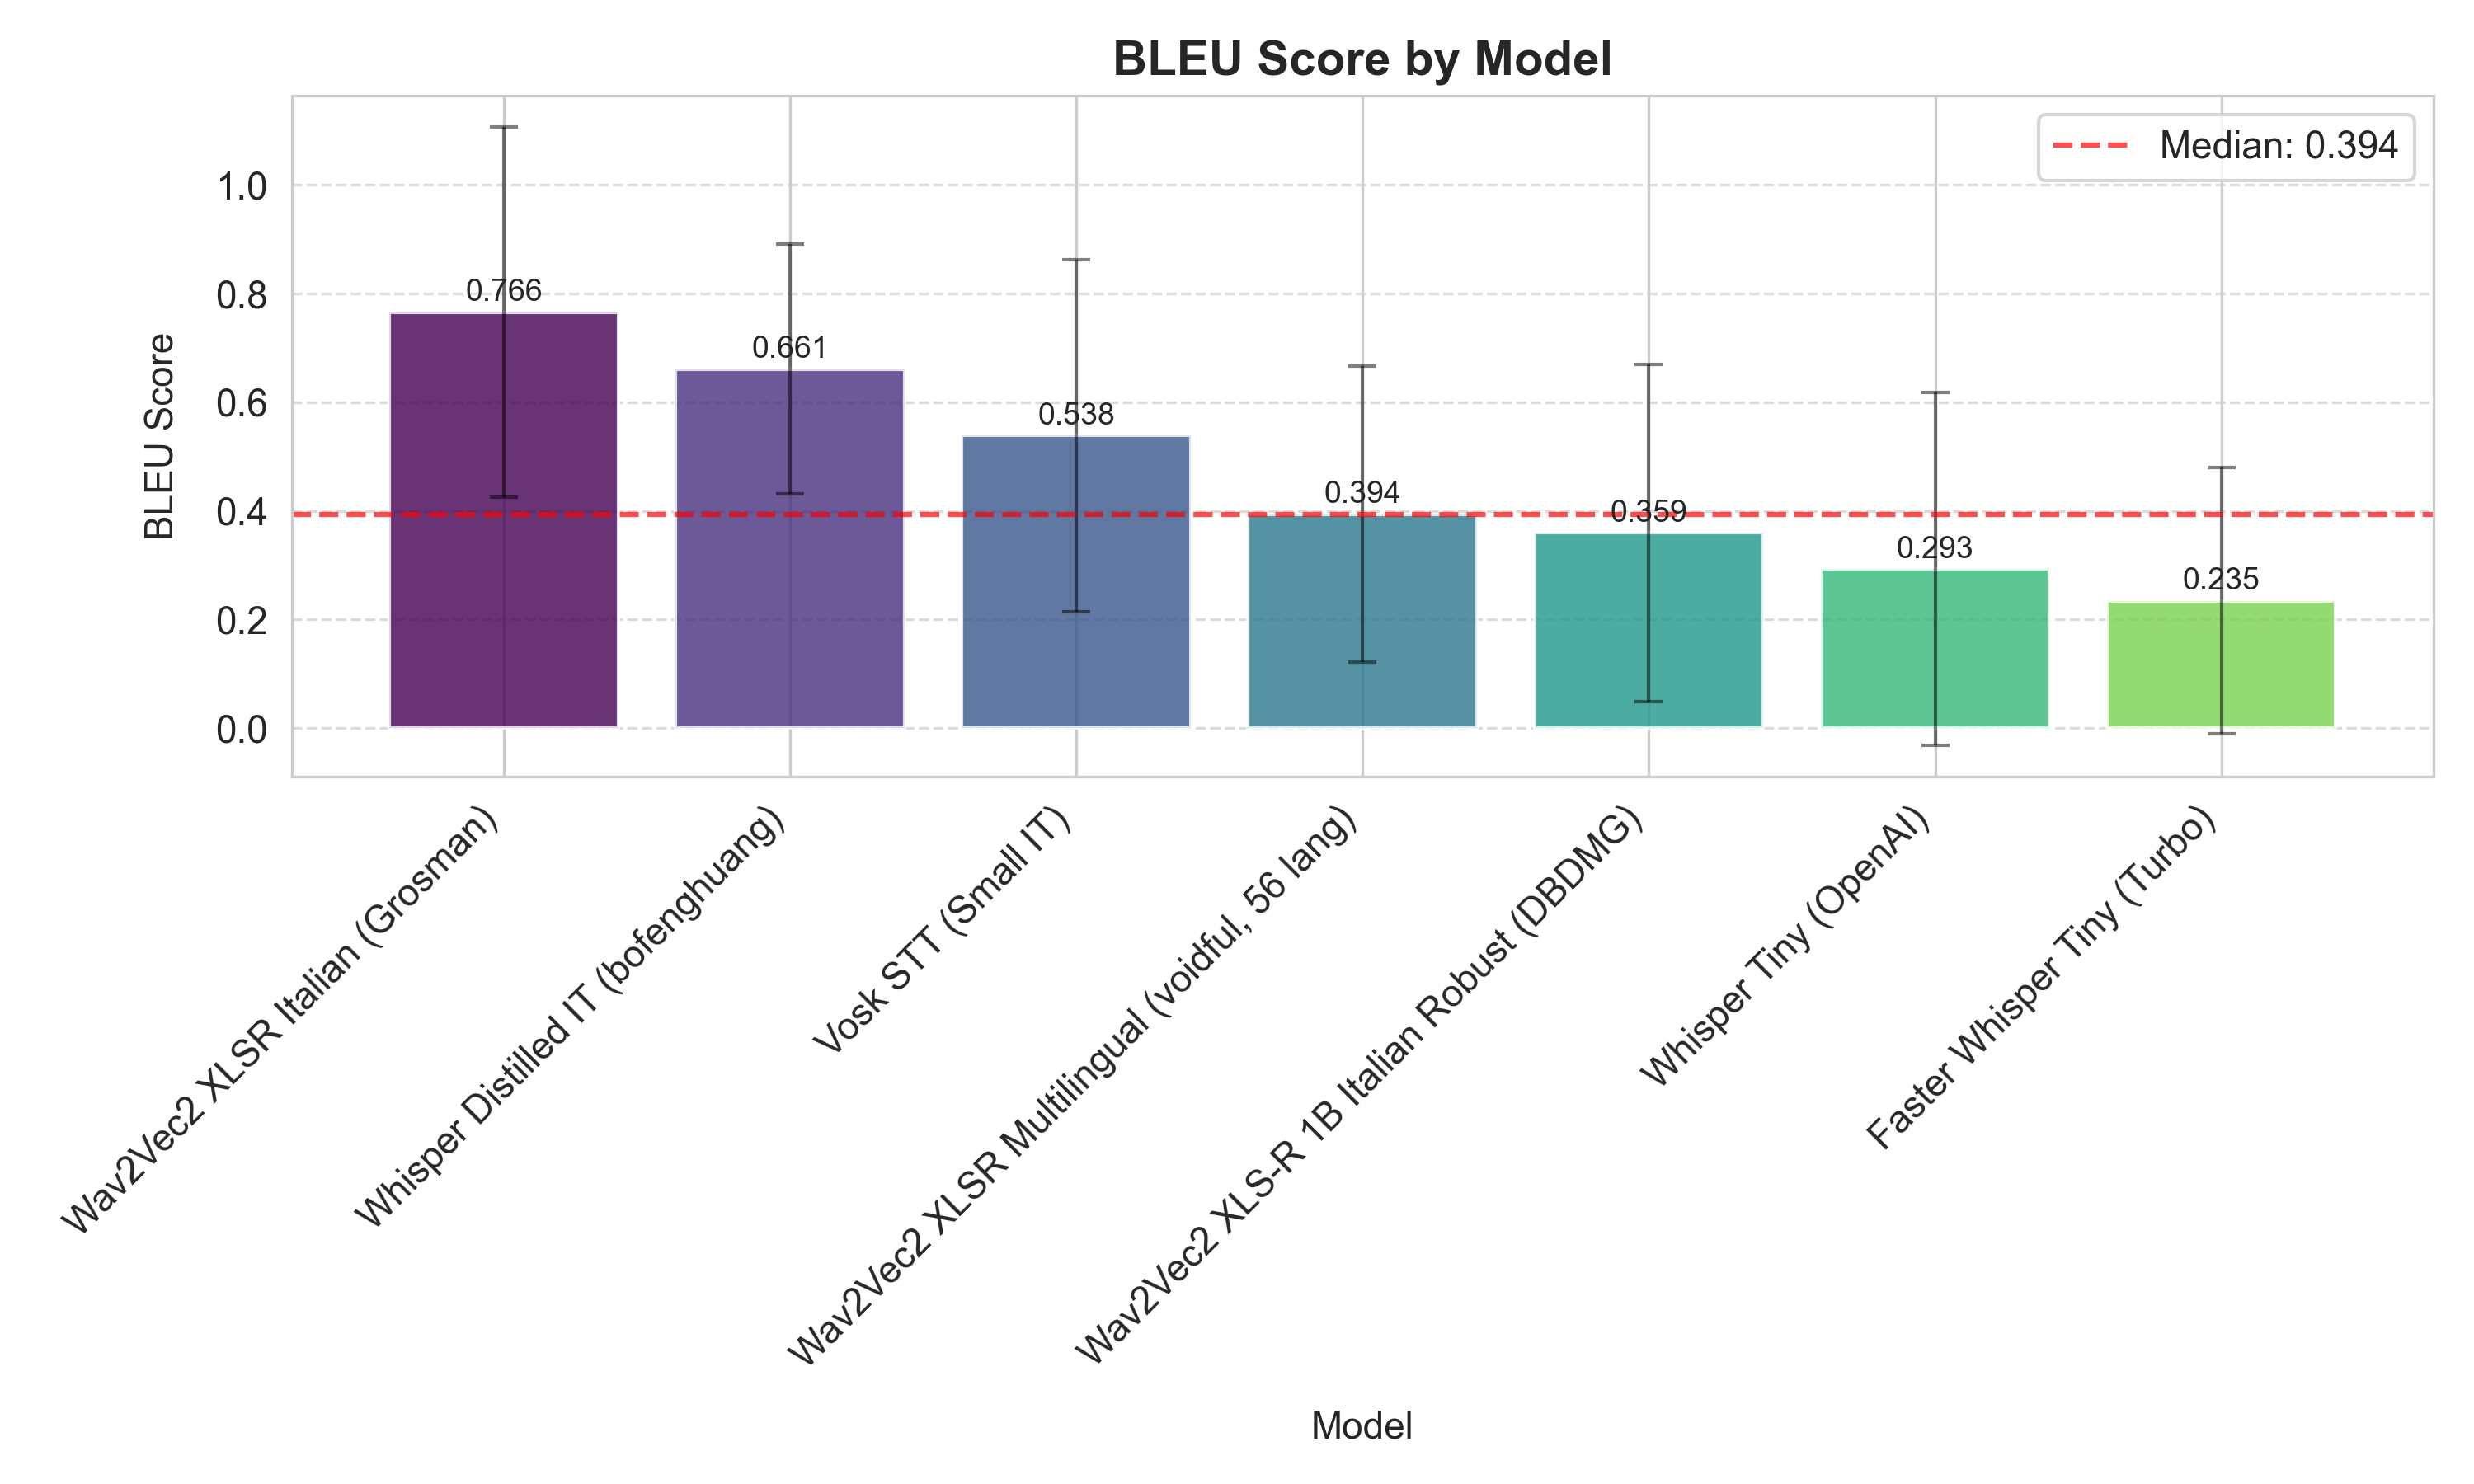 BLEU Score by Model
Median: 0.394
BLEU Score
1.0
0.8
0.6
0.4
0.2
0.0
0.766
0.661
0.538
0.394
0.359
0.293
0.235
Wav2Vec2 XLSR Italian (Grosman)
Whisper Distilled IT (bofenghuang)
Vosk STT (Small IT)
Wav2Vec2 XLSR Multilingual (voidful, 56 lang)
Wav2Vec2 XLS-R 1B Italian Robust (DBDMG)
Whisper Tiny (OpenAI)
Faster Whisper Tiny (Turbo)
Model